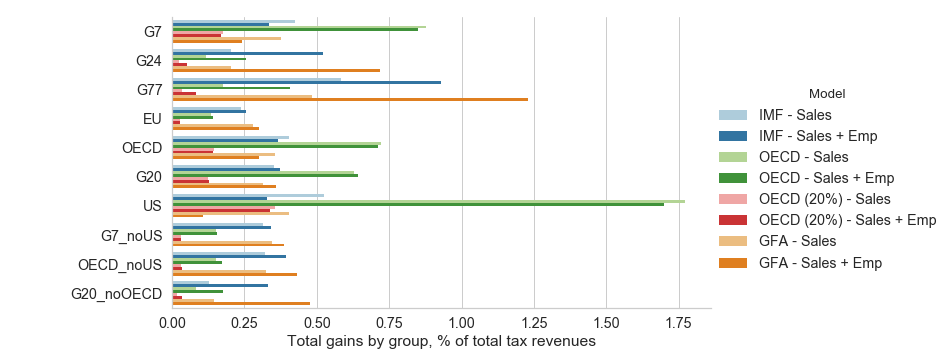 G7
G24
G77
EU
OECD
G20
US
G7_noUS
OECD_noUS
G20_noOECD
0.00 0.25 0.50 0.75 1.00 1.25 1.50 1.75
Total gains by group, % of total tax revenues
Model
IMF - Sales
IMF - Sales + Emp
OECD - Sales
OECD - Sales + Emp
OECD (20%) - Sales
OECD (20%) - Sales + Emp
GFA - Sales
GFA - Sales + Emp